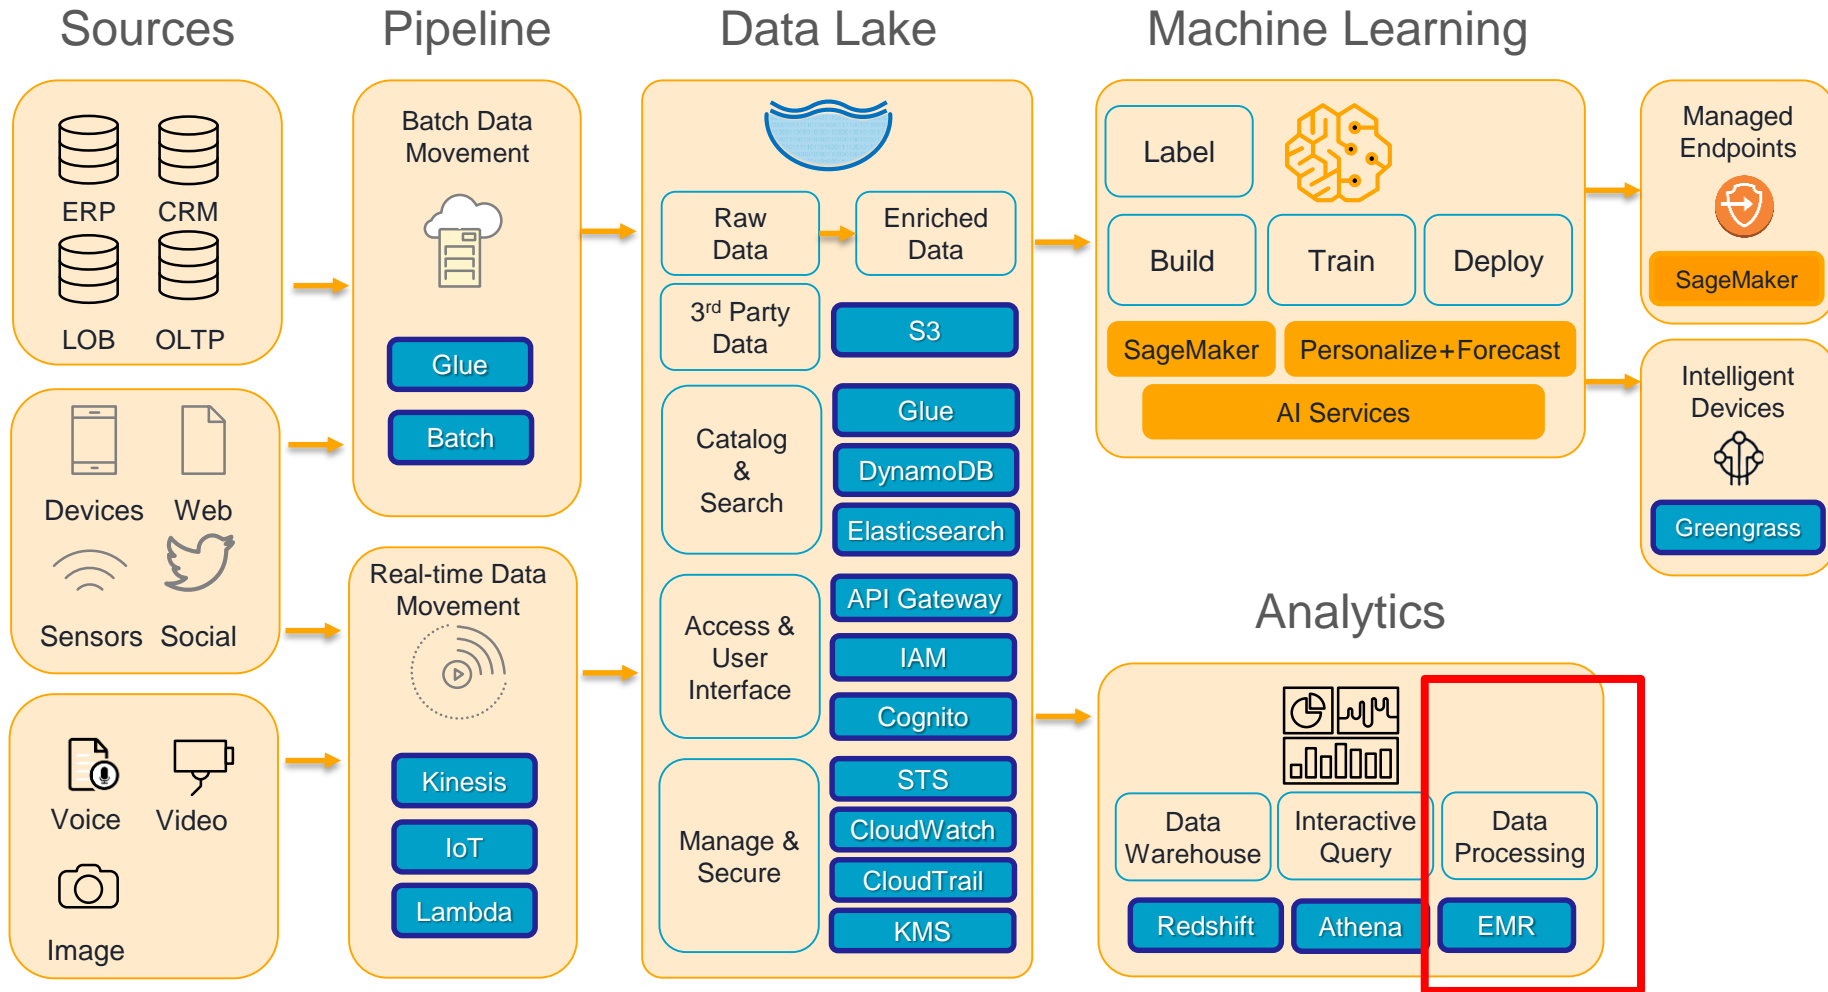 Sources
Pipeline
Data Lake
Machine Learning
ERP
CRM
LOB
OLTP
Devices
Web
Sensors
Social
Voice
Video
Image
Batch Data
Movement
Glue
Batch
Real-time Data
Movement
Kinesis
IoT
Lambda
Raw
Data
Enriched
Data
3rd Party
Data
S3
Catalog
&
Search
Glue
DynamoDB
Elasticsearch
Access &
User
Interface
API Gateway
IAM
Cognito
Manage &
Secure
STS
CloudWatch
CloudTrail
KMS
Label
Build
Train
Deploy
SageMaker
Personalize+Forecast
AI Services
Managed
Endpoints
SageMaker
Intelligent
Devices
Greengrass
Analytics
Data
Warehouse
Interactive
Query
Data
Processing
Redshift
Athena
EMR